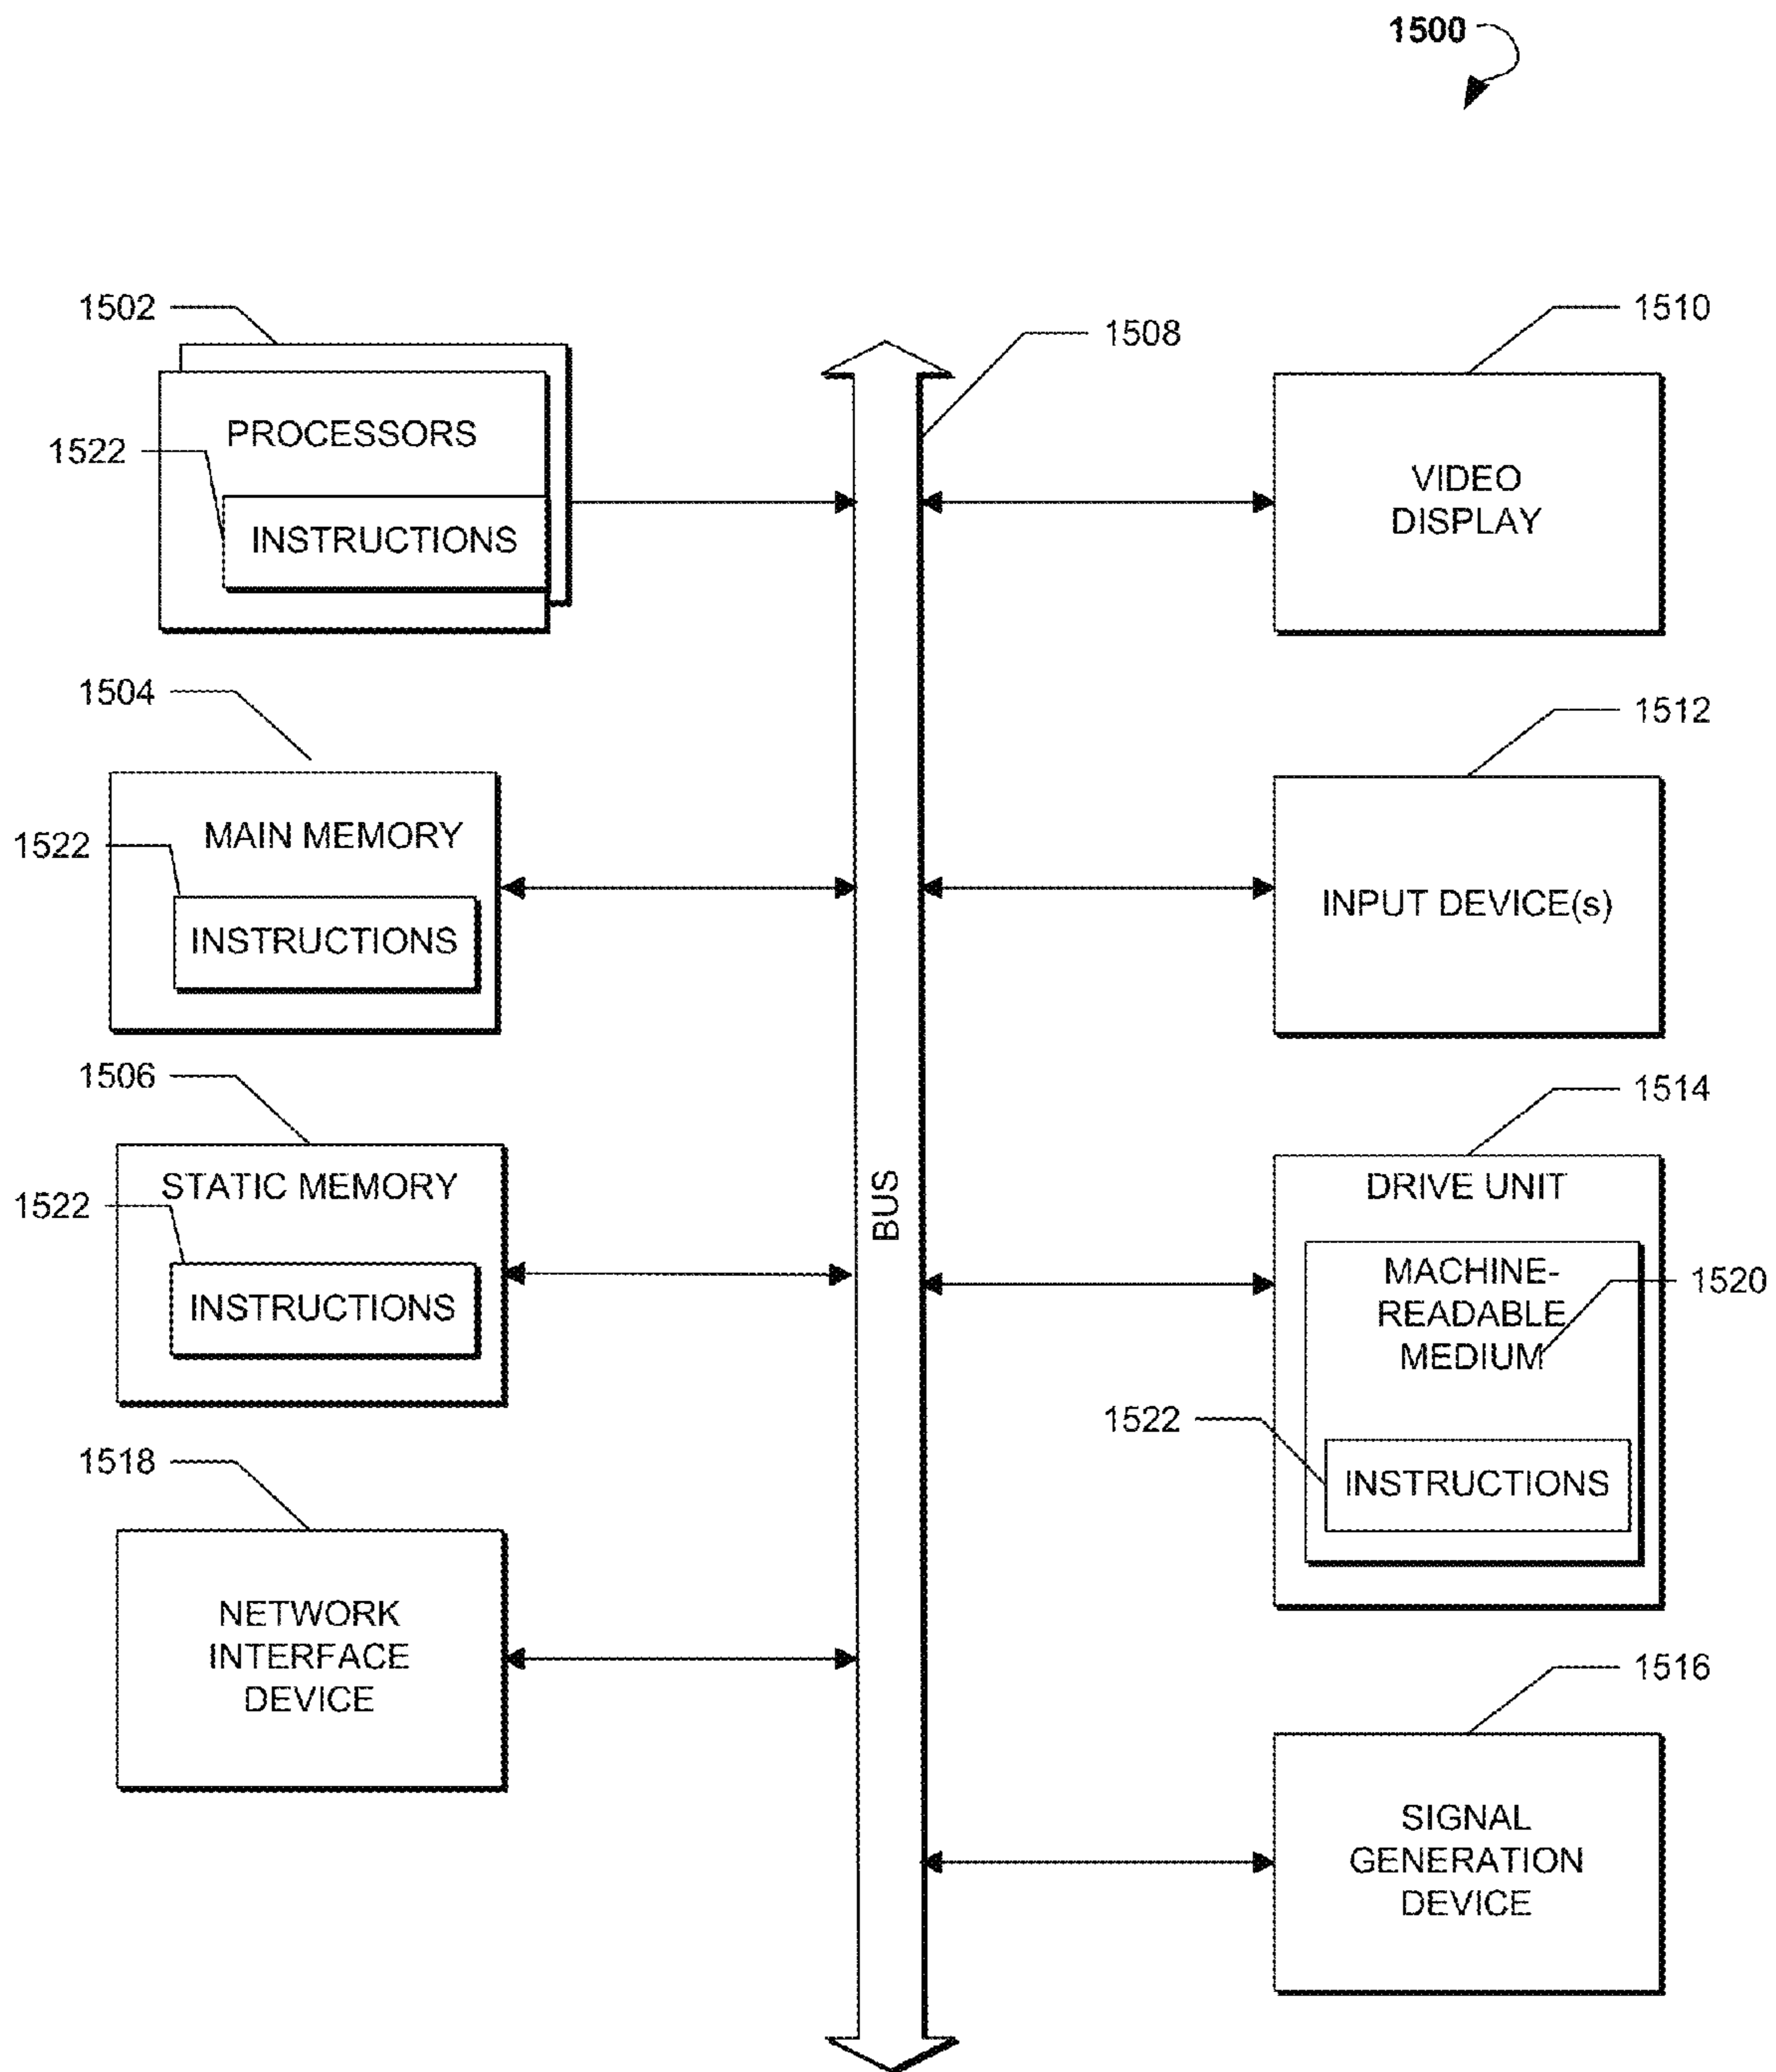 1500
1502
PROCESSORS
1522
INSTRUCTIONS
1504
MAIN MEMORY
1522
INSTRUCTIONS
1506
STATIC MEMORY
1522
INSTRUCTIONS
1518
NETWORK
INTERFACE
DEVICE
1508
BUS
1510
VIDEO
DISPLAY
1512
INPUT DEVICE(s)
1514
DRIVE UNIT
MACHINE-
READABLE
MEDIUM
1520
1522
INSTRUCTIONS
1516
SIGNAL
GENERATION
DEVICE